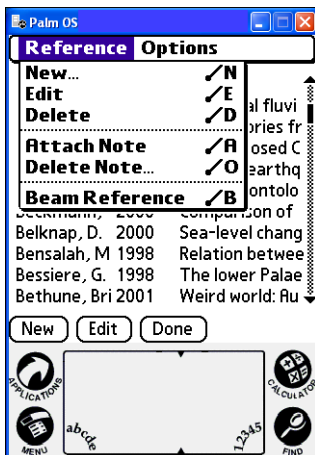 Palm OS
Reference Options
New... /N
Edit /E
Delete /D
al fluvi
ories fr
Attach Note /A
osed C
Delete Note... /O
earthq
ontolo
Beam Reference /B
2000 Comparison of
Belknap, D. 2000 Sea-level chang
Bensalah, M 1998 Relation betwee
Bessiere, G. 1998 The lower Palae
Bethune, Bri 2001 Weird world: Au
New Edit Done
APPLICATIONS
CALCULATOR
abcde
12345
MENU
FIND